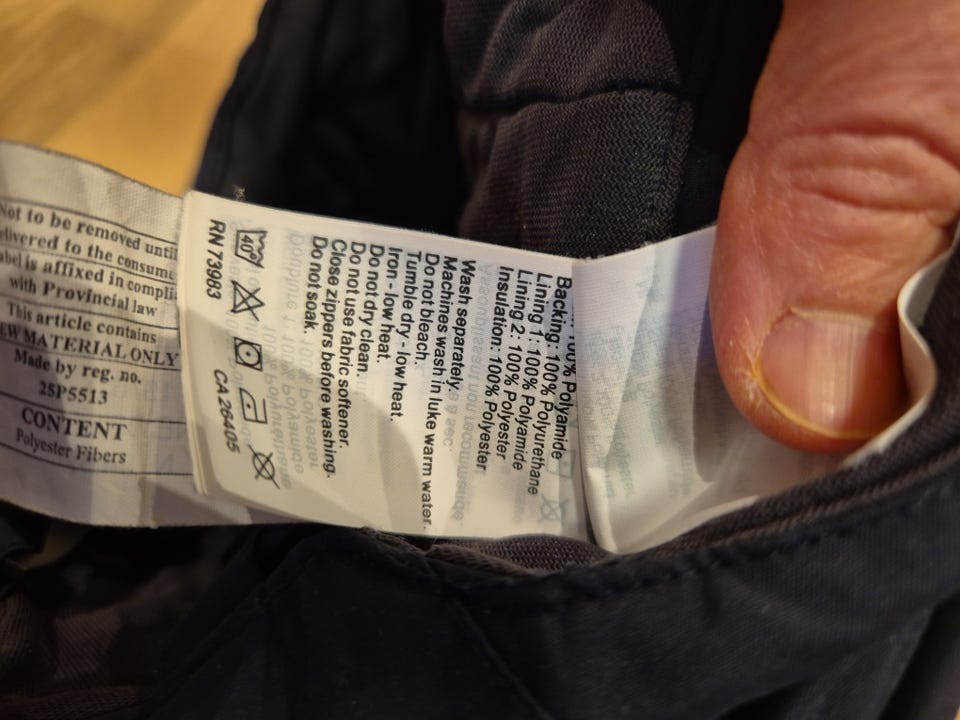 Not to be removed until
delivered to the consume
abel is affixed in compli
with Provincial law
This article contains
EW MATERIAL ONLY
Made by reg. no.
25P5513
CONTENT
Polyester Fibers
100% Polyamide
Backing: 100% Polyurethane
Lining 1: 100% Polyamide
Lining 2: 100% Polyester
Insulation: 100% Polyester
Wash separately.
Machines wash in luke warm water.
Do not bleach.
Tumble dry - low heat.
Iron - low heat.
Do not dry clean.
Do not use fabric softener.
Close zippers before washing.
Do not soak.
40°
RN 73983 CA 26405